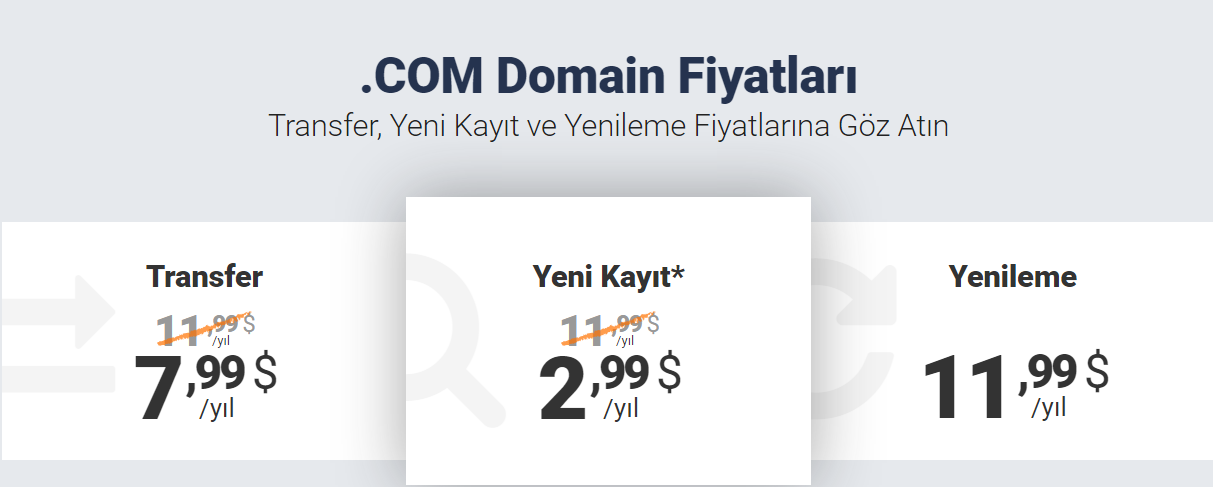 .COM Domain Fiyatları
Transfer, Yeni Kayıt ve Yenileme Fiyatlarına Göz Atın
Transfer
11,99 $
/yıl
7,99 $
/yıl
Yeni Kayıt*
11,99 $
/yıl
2,99 $
/yıl
Yenileme
11,99 $
/yıl